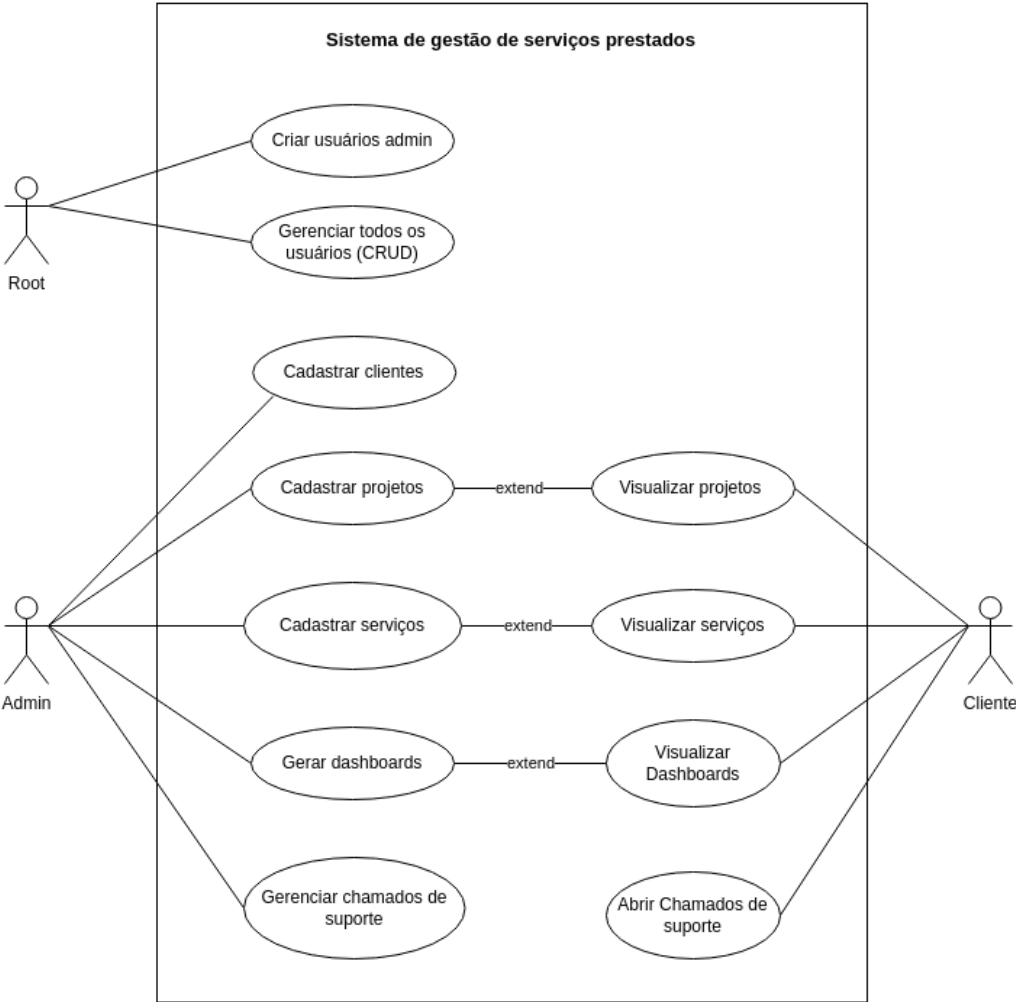 Sistema de gestão de serviços prestados
Criar usuários admin
Gerenciar todos os
usuários (CRUD)
Root
Cadastrar clientes
Cadastrar projetos
extend
Visualizar projetos
Cadastrar serviços
extend
Visualizar serviços
Admin
Cliente
Gerar dashboards
extend
Visualizar
Dashboards
Gerenciar chamados de
suporte
Abrir Chamados de
suporte